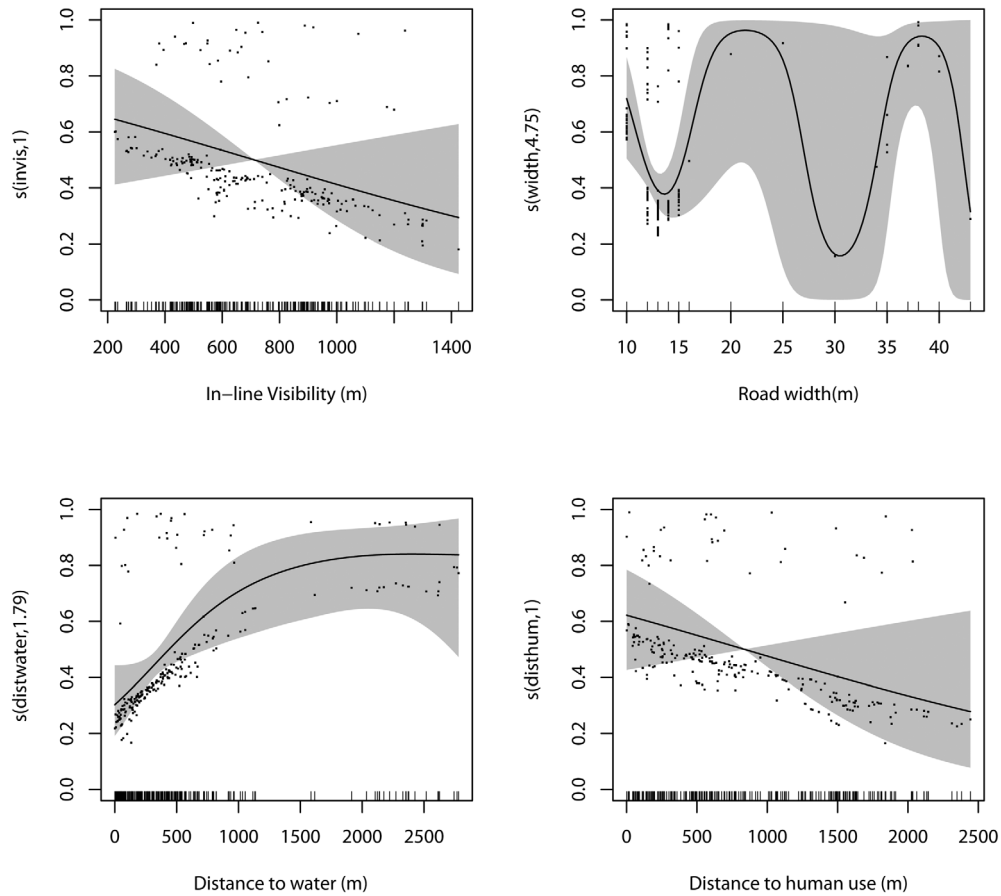 s(invis,1)
0.0 0.2 0.4 0.6 0.8 1.0
200 400 600 800 1000 1400
In−line Visibility (m)
s(width,4.75)
0.0 0.2 0.4 0.6 0.8 1.0
10 15 20 25 30 35 40
Road width(m)
s(distwater,1.79)
0.0 0.2 0.4 0.6 0.8 1.0
0 500 1000 1500 2000 2500
Distance to water (m)
s(disthum,1)
0.0 0.2 0.4 0.6 0.8 1.0
0 500 1000 1500 2000 2500
Distance to human use (m)